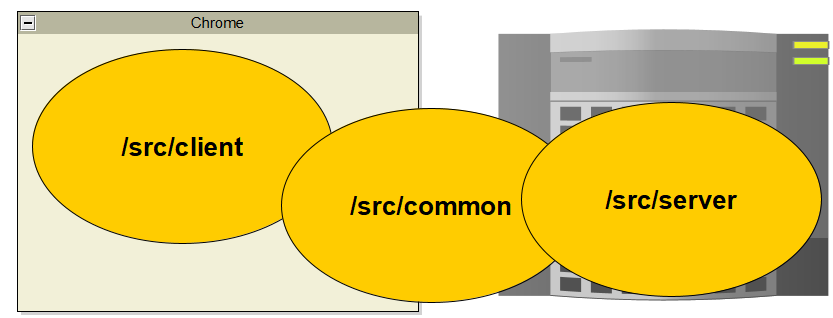 Chrome
/src/client
/src/common
/src/server